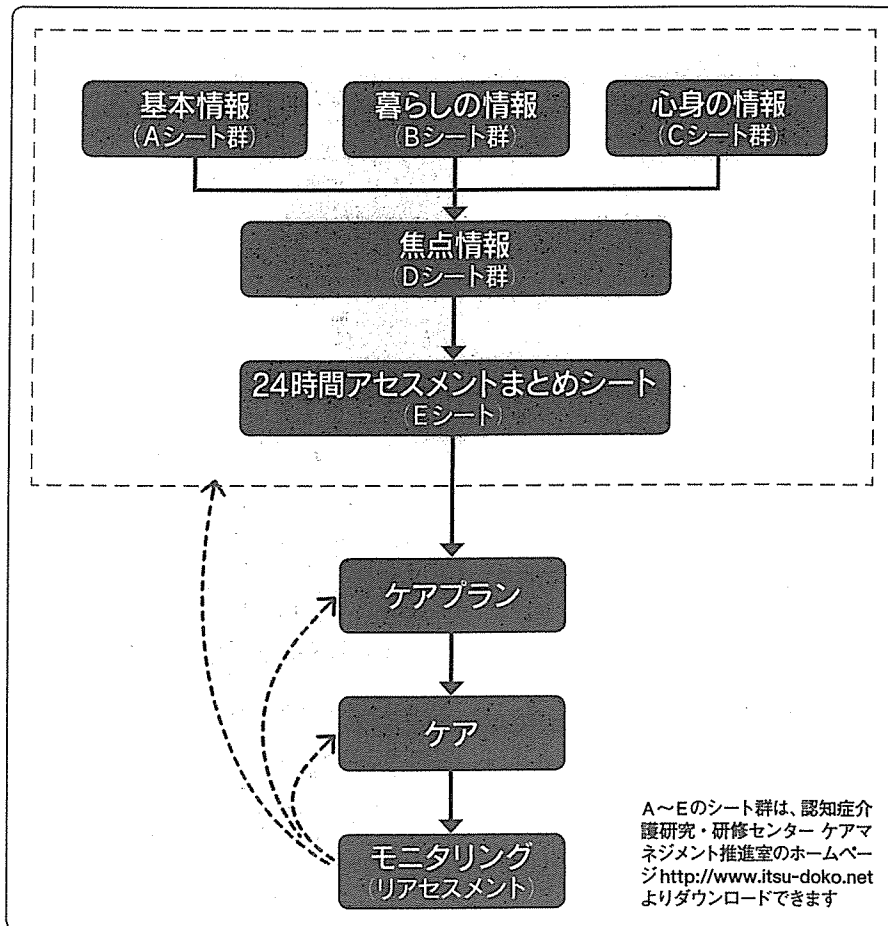 基本情報
(Aシート群)
暮らしの情報
(Bシート群)
心身の情報
(Cシート群)
焦点情報
(Dシート群)
24時間アセスメントまとめシート
(Eシート)
ケアプラン
ケア
モニタリング
(リアセスメント)
A～Eのシート群は、認知症介
護研究・研修センター ケアマ
ネジメント推進室のホームペー
ジhttp://www.itsu-doko.net
よりダウンロードできます